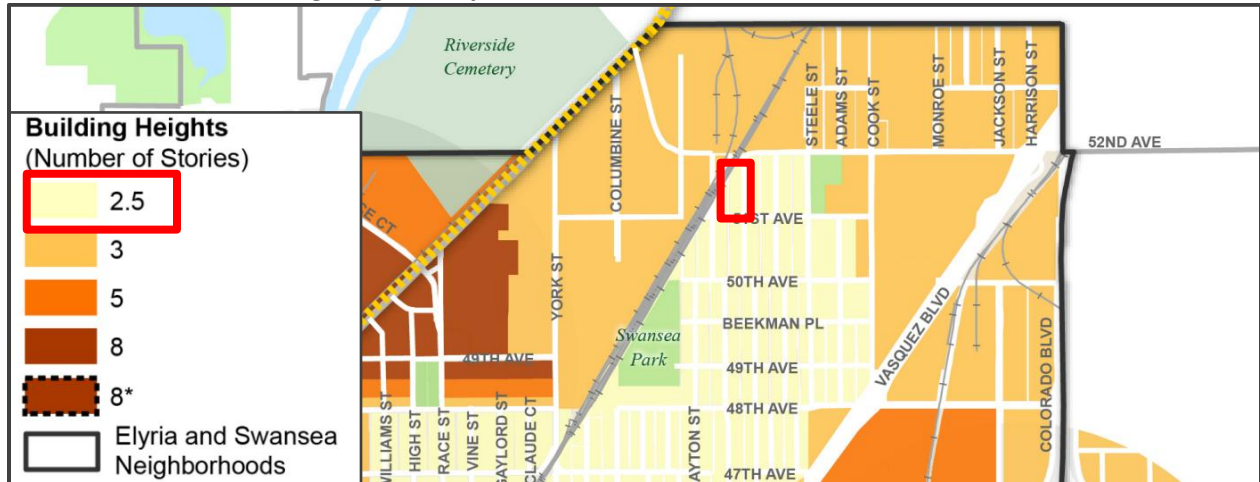 Riverside
Cemetery
Building Heights
(Number of Stories)
2.5
3
5
8
8*
Elyria and Swansea
Neighborhoods
COLUMBINE ST
STEELE ST
ADAMS ST
COOK ST
MONROE ST
JACKSON ST
HARRISON ST
52ND AVE
51ST AVE
YORK ST
50TH AVE
BEEKMAN PL
Swansea
Park
49TH AVE
49TH AVE
VASQUEZ BLVD
COLORADO BLVD
48TH AVE
WILLIAMS ST
HIGH ST
RACE ST
VINE ST
GAYLORD ST
CLAUDE CT
47TH AVE